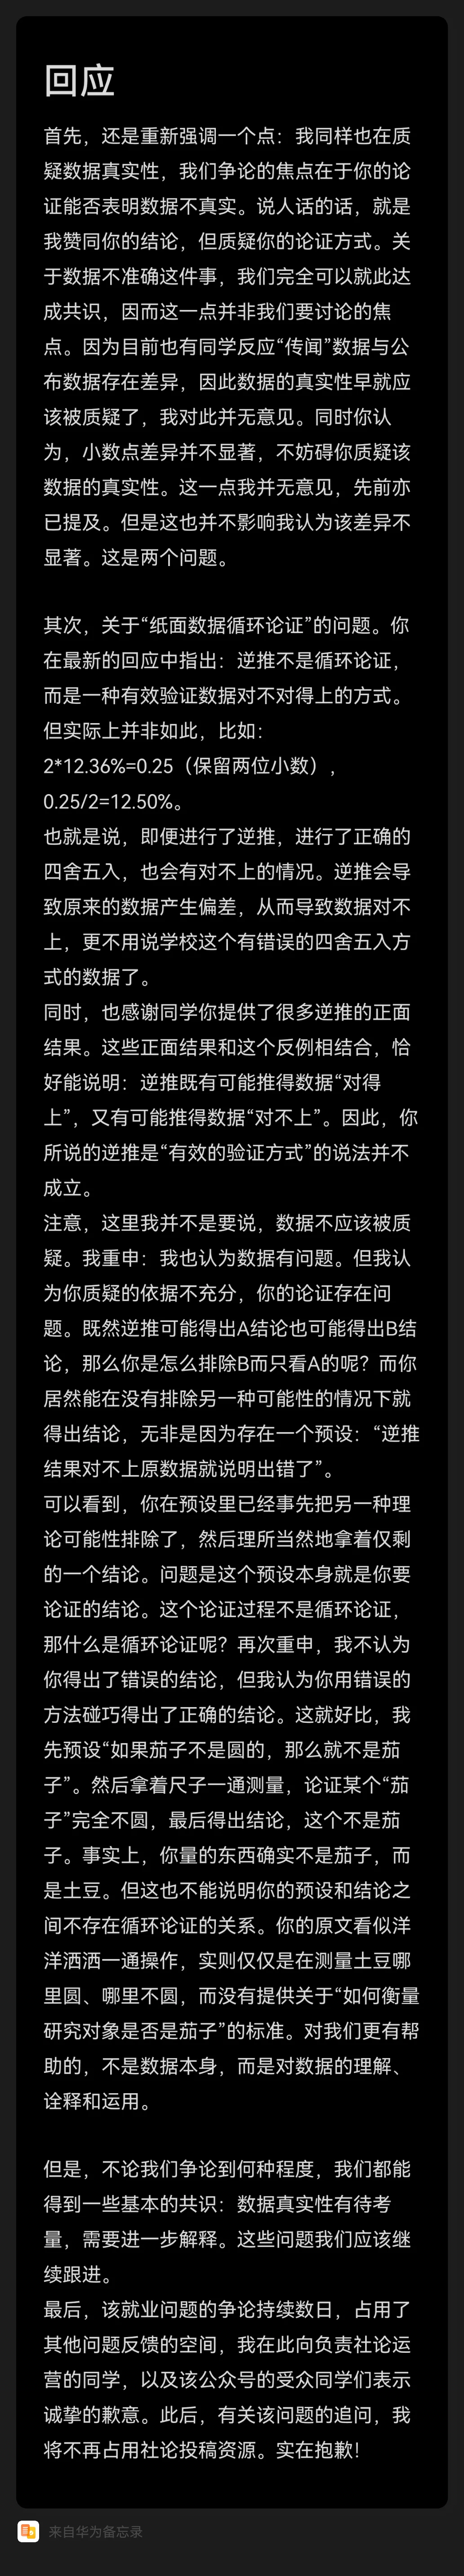 回应
首先，还是重新强调一个点：我同样也在质
疑数据真实性，我们争论的焦点在于你的论
证能否表明数据不真实。说人话的话，就是
我赞同你的结论，但质疑你的论证方式。关
于数据不准确这件事，我们完全可以就此达
成共识，因而这一点并非我们要讨论的焦
点。因为目前也有同学反应“传闻”数据与公
布数据存在差异，因此数据的真实性早就应
该被质疑了，我对此并无意见。同时你认
为，小数点差异并不显著，不妨碍你质疑该
数据的真实性。这一点我并无意见，先前亦
已提及。但是这也并不影响我认为该差异不
显著。这是两个问题。
其次，关于“纸面数据循环论证”的问题。你
在最新的回应中指出：逆推不是循环论证，
而是一种有效验证数据对不对得上的方式。
但实际上并非如此，比如：
2*12.36%=0.25（保留两位小数），
0.25/2=12.50%。
也就是说，即便进行了逆推，进行了正确的
四舍五入，也会有对不上的情况。逆推会导
致原来的数据产生偏差，从而导致数据对不
上，更不用说学校这个有错误的四舍五入方
式的数据了。
同时，也感谢同学你提供了很多逆推的正面
结果。这些正面结果和这个反例相结合，恰
好能说明：逆推既有可能推得数据“对得
上”，又有可能推得数据“对不上”。因此，你
所说的逆推是“有效的验证方式”的说法并不
成立。
注意，这里我并不是要说，数据不应该被质
疑。我重申：我也认为数据有问题。但我认
为你质疑的依据不充分，你的论证存在问
题。既然逆推可能得出A结论也可能得出B结
论，那么你是怎么排除B而只看A的呢？而你
居然能在没有排除另一种可能性的情况下就
得出结论，无非是因为存在一个预设：“逆推
结果对不上原数据就说明出错了”。
可以看到，你在预设里已经事先把另一种理
论可能性排除了，然后理所当然地拿着仅剩
的一个结论。问题是这个预设本身就是你要
论证的结论。这个论证过程不是循环论证，
那什么是循环论证呢？再次重申，我不认为
你得出了错误的结论，但我认为你用错误的
方法碰巧得出了正确的结论。这就好比，我
先预设“如果茄子不是圆的，那么就不是茄
子”。然后拿着尺子一通测量，论证某个“茄
子”完全不圆，最后得出结论，这个不是茄
子。事实上，你量的东西确实不是茄子，而
是土豆。但这也不能说明你的预设和结论之
间不存在循环论证的关系。你的原文看似洋
洋洒洒一通操作，实则仅仅是在测量土豆哪
里圆、哪里不圆，而没有提供关于“如何衡量
研究对象是否是茄子”的标准。对我们更有帮
助的，不是数据本身，而是对数据的理解、
诠释和运用。
但是，不论我们争论到何种程度，我们都能
得到一些基本的共识：数据真实性有待考
量，需要进一步解释。这些问题我们应该继
续跟进。
最后，该就业问题的争论持续数日，占用了
其他问题反馈的空间，我在此向负责社论运
营的同学，以及该公众号的受众同学们表示
诚挚的歉意。此后，有关该问题的追问，我
将不再占用社论投稿资源。实在抱歉！
来自华为备忘录